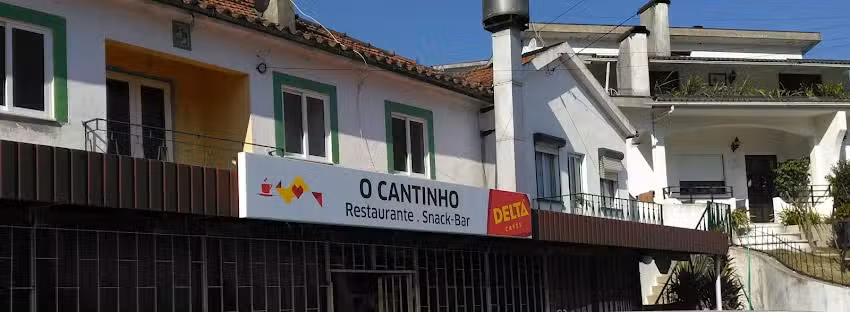 O CANTINHO
Restaurante . Snack-Bar
DELTA
CAFÉS